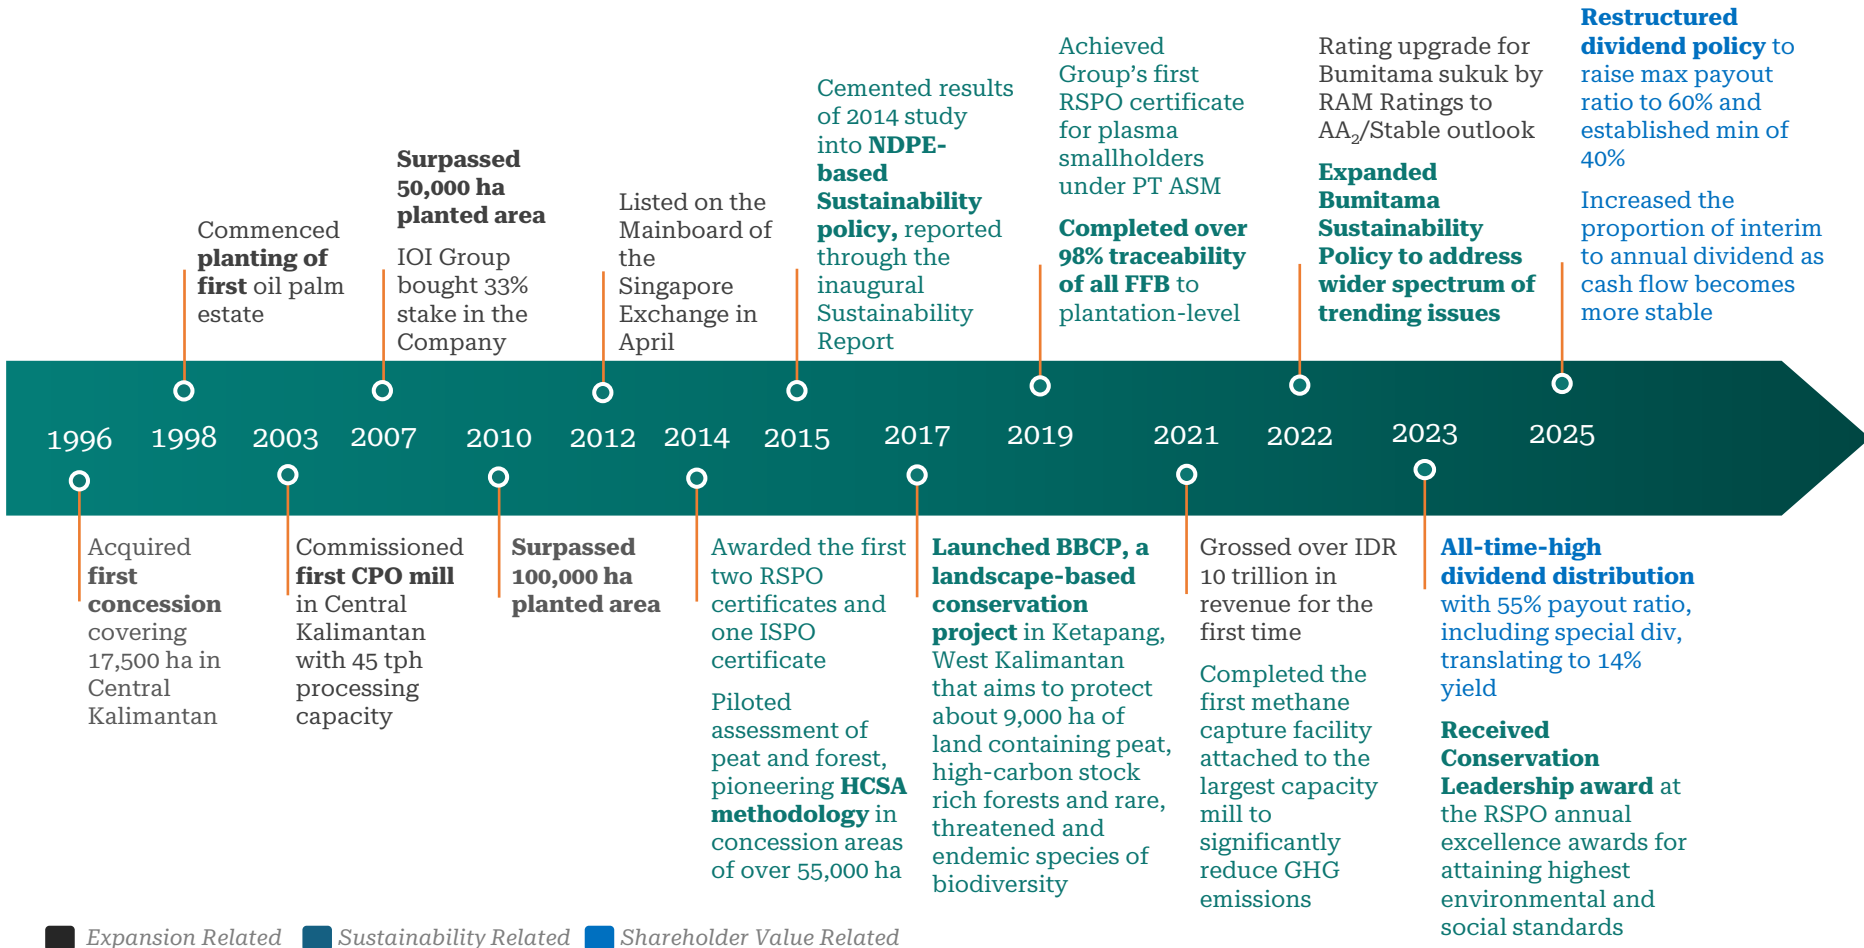 Commenced
planting of
first oil palm
estate
Surpassed
50,000 ha
planted area
IOI Group
bought 33%
stake in the
Company
Listed on the
Mainboard of
the
Singapore
Exchange in
April
Cemented results
of 2014 study
into NDPE-
based
Sustainability
policy, reported
through the
inaugural
Sustainability
Report
Achieved
Group's first
RSPO certificate
for plasma
smallholders
under PT ASM
Completed over
98% traceability
of all FFB to
plantation-level
Rating upgrade for
Bumitama sukuk by
RAM Ratings to
AA₂/Stable outlook
Expanded
Bumitama
Sustainability
Policy to address
wider spectrum of
trending issues
Restructured
dividend policy to
raise max payout
ratio to 60% and
established min of
40%
Increased the
proportion of interim
to annual dividend as
cash flow becomes
more stable
1996 1998 2003 2007 2010 2012 2014 2015 2017 2019 2021 2022 2023 2025
Acquired
first
concession
covering
17,500 ha in
Central
Kalimantan
Commissioned
first CPO mill
in Central
Kalimantan
with 45 tph
processing
capacity
Surpassed
100,000 ha
planted area
Awarded the first
two RSPO
certificates and
one ISPO
certificate
Piloted
assessment of
peat and forest,
pioneering HCSA
methodology in
concession areas
of over 55,000 ha
Launched BBCP, a
landscape-based
conservation
project in Ketapang,
West Kalimantan
that aims to protect
about 9,000 ha of
land containing peat,
high-carbon stock
rich forests and rare,
threatened and
endemic species of
biodiversity
Grossed over IDR
10 trillion in
revenue for the
first time
Completed the
first methane
capture facility
attached to the
largest capacity
mill to
significantly
reduce GHG
emissions
All-time-high
dividend distribution
with 55% payout ratio,
including special div,
translating to 14%
yield
Received
Conservation
Leadership award at
the RSPO annual
excellence awards for
attaining highest
environmental and
social standards
Expansion Related Sustainability Related Shareholder Value Related